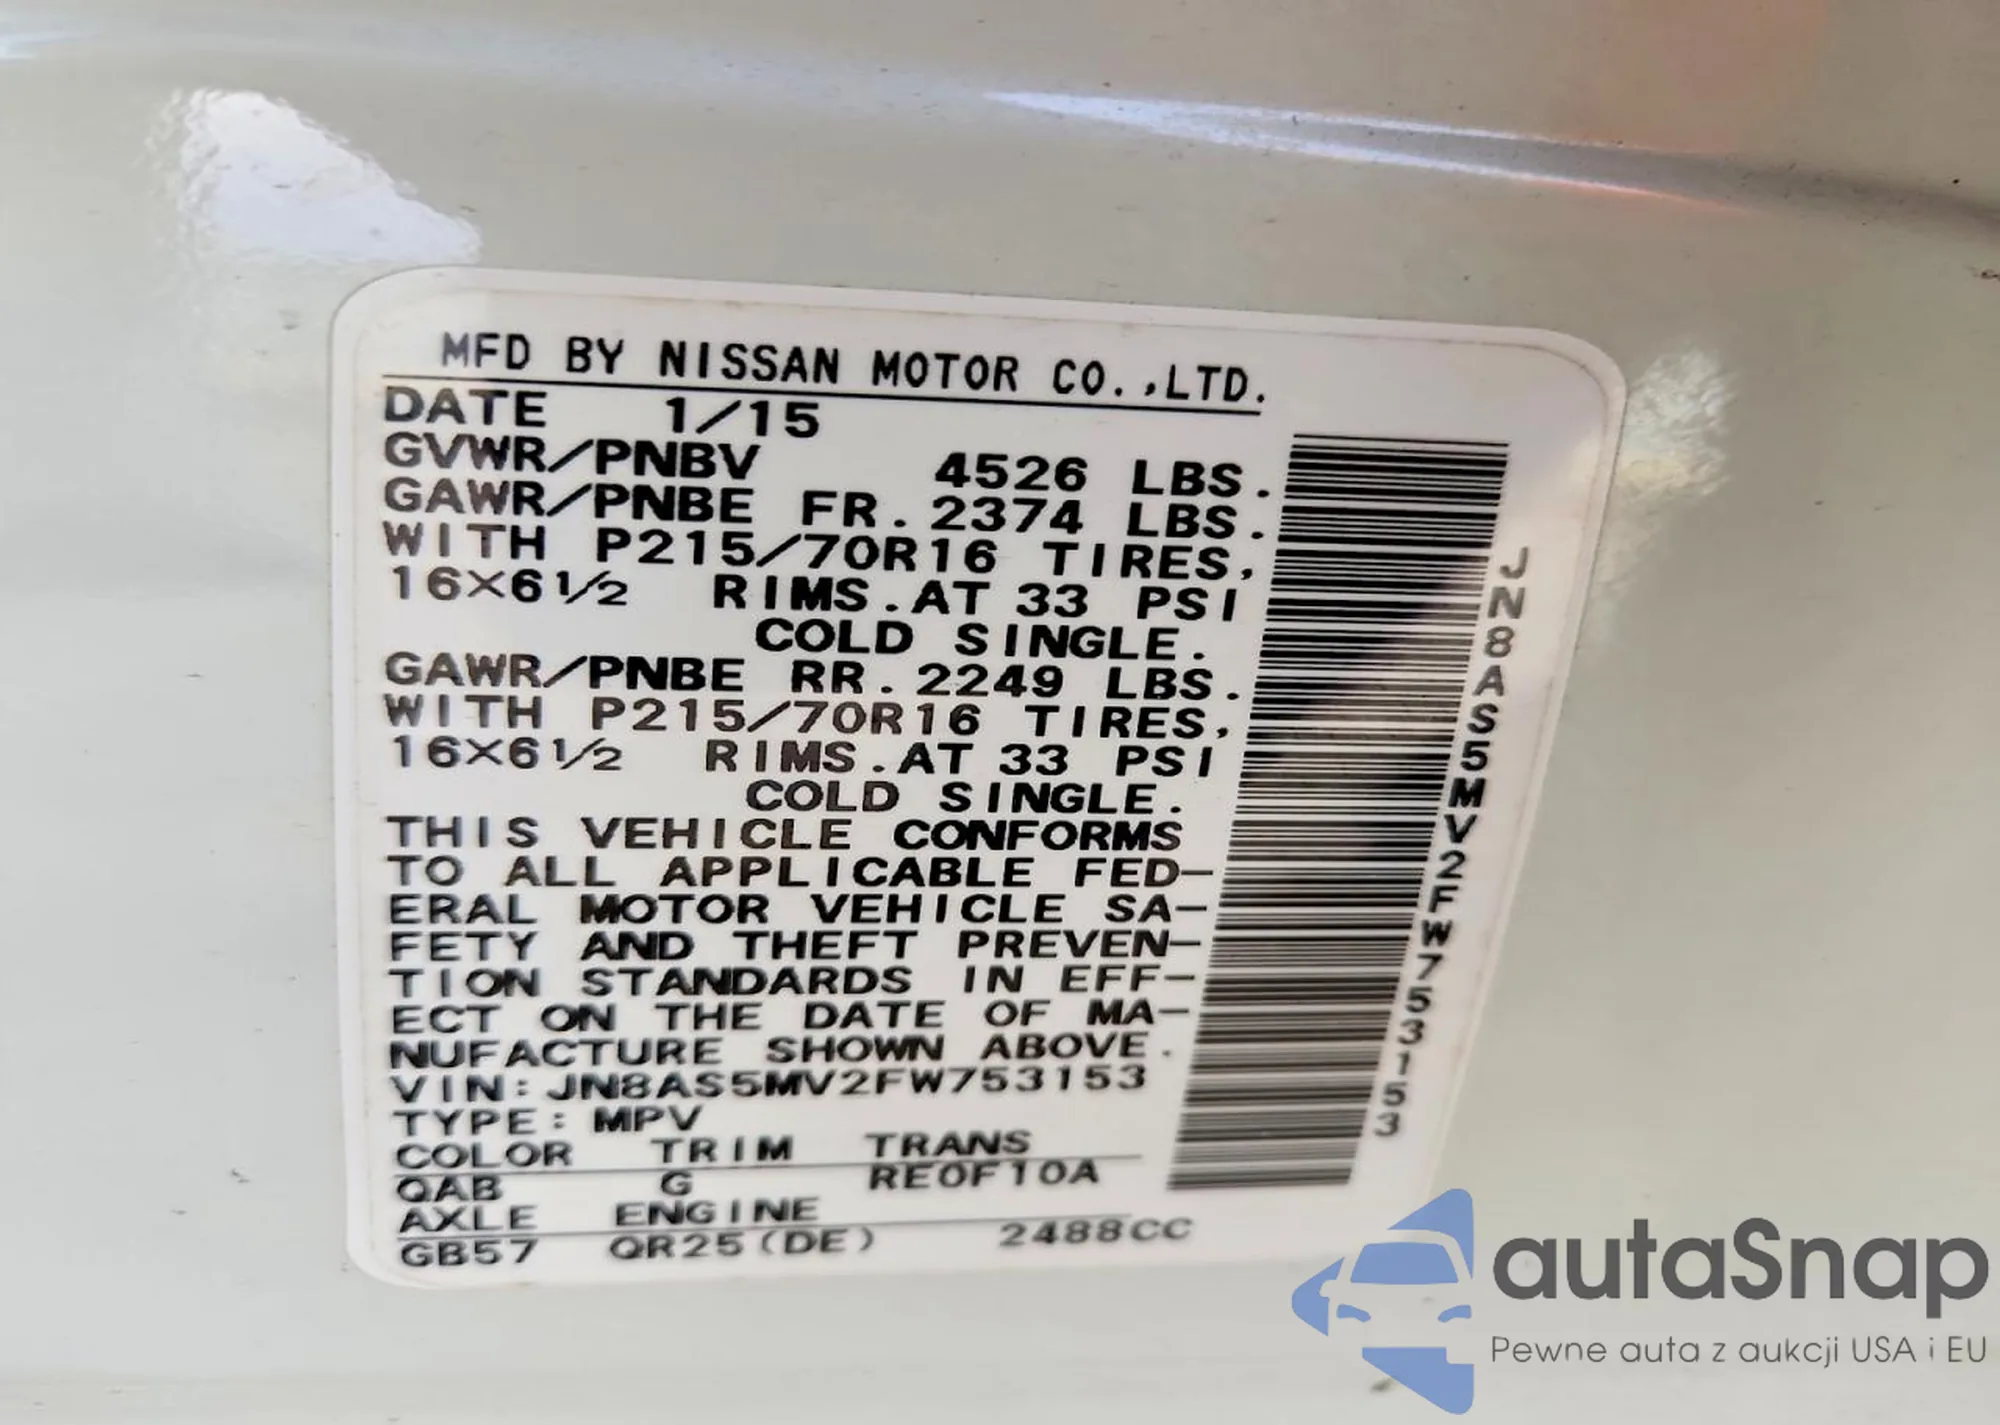 MFD BY NISSAN MOTOR CO.,LTD.
DATE 1/15
GVWR/PNBV 4526 LBS.
GAWR/PNBE FR. 2374 LBS.
WITH P215/70R16 TIRES,
16X6½ RIMS.AT 33 PSI
COLD SINGLE.
GAWR/PNBE RR. 2249 LBS.
WITH P215/70R16 TIRES,
16X6½ RIMS.AT 33 PSI
COLD SINGLE.
THIS VEHICLE CONFORMS
TO ALL APPLICABLE FED-
ERAL MOTOR VEHICLE SA-
FETY AND THEFT PREVEN-
TION STANDARDS IN EFF-
ECT ON THE DATE OF MA-
NUFACTURE SHOWN ABOVE.
VIN: JN8AS5MV2FW753153
TYPE: MPV
COLOR TRIM TRANS
QAB G RE0F10A
AXLE ENGINE
GB57 QR25(DE) 2488CC
JN8AS5MV2FW753153
autaSnap
Pewne auta z aukcji USA i EU